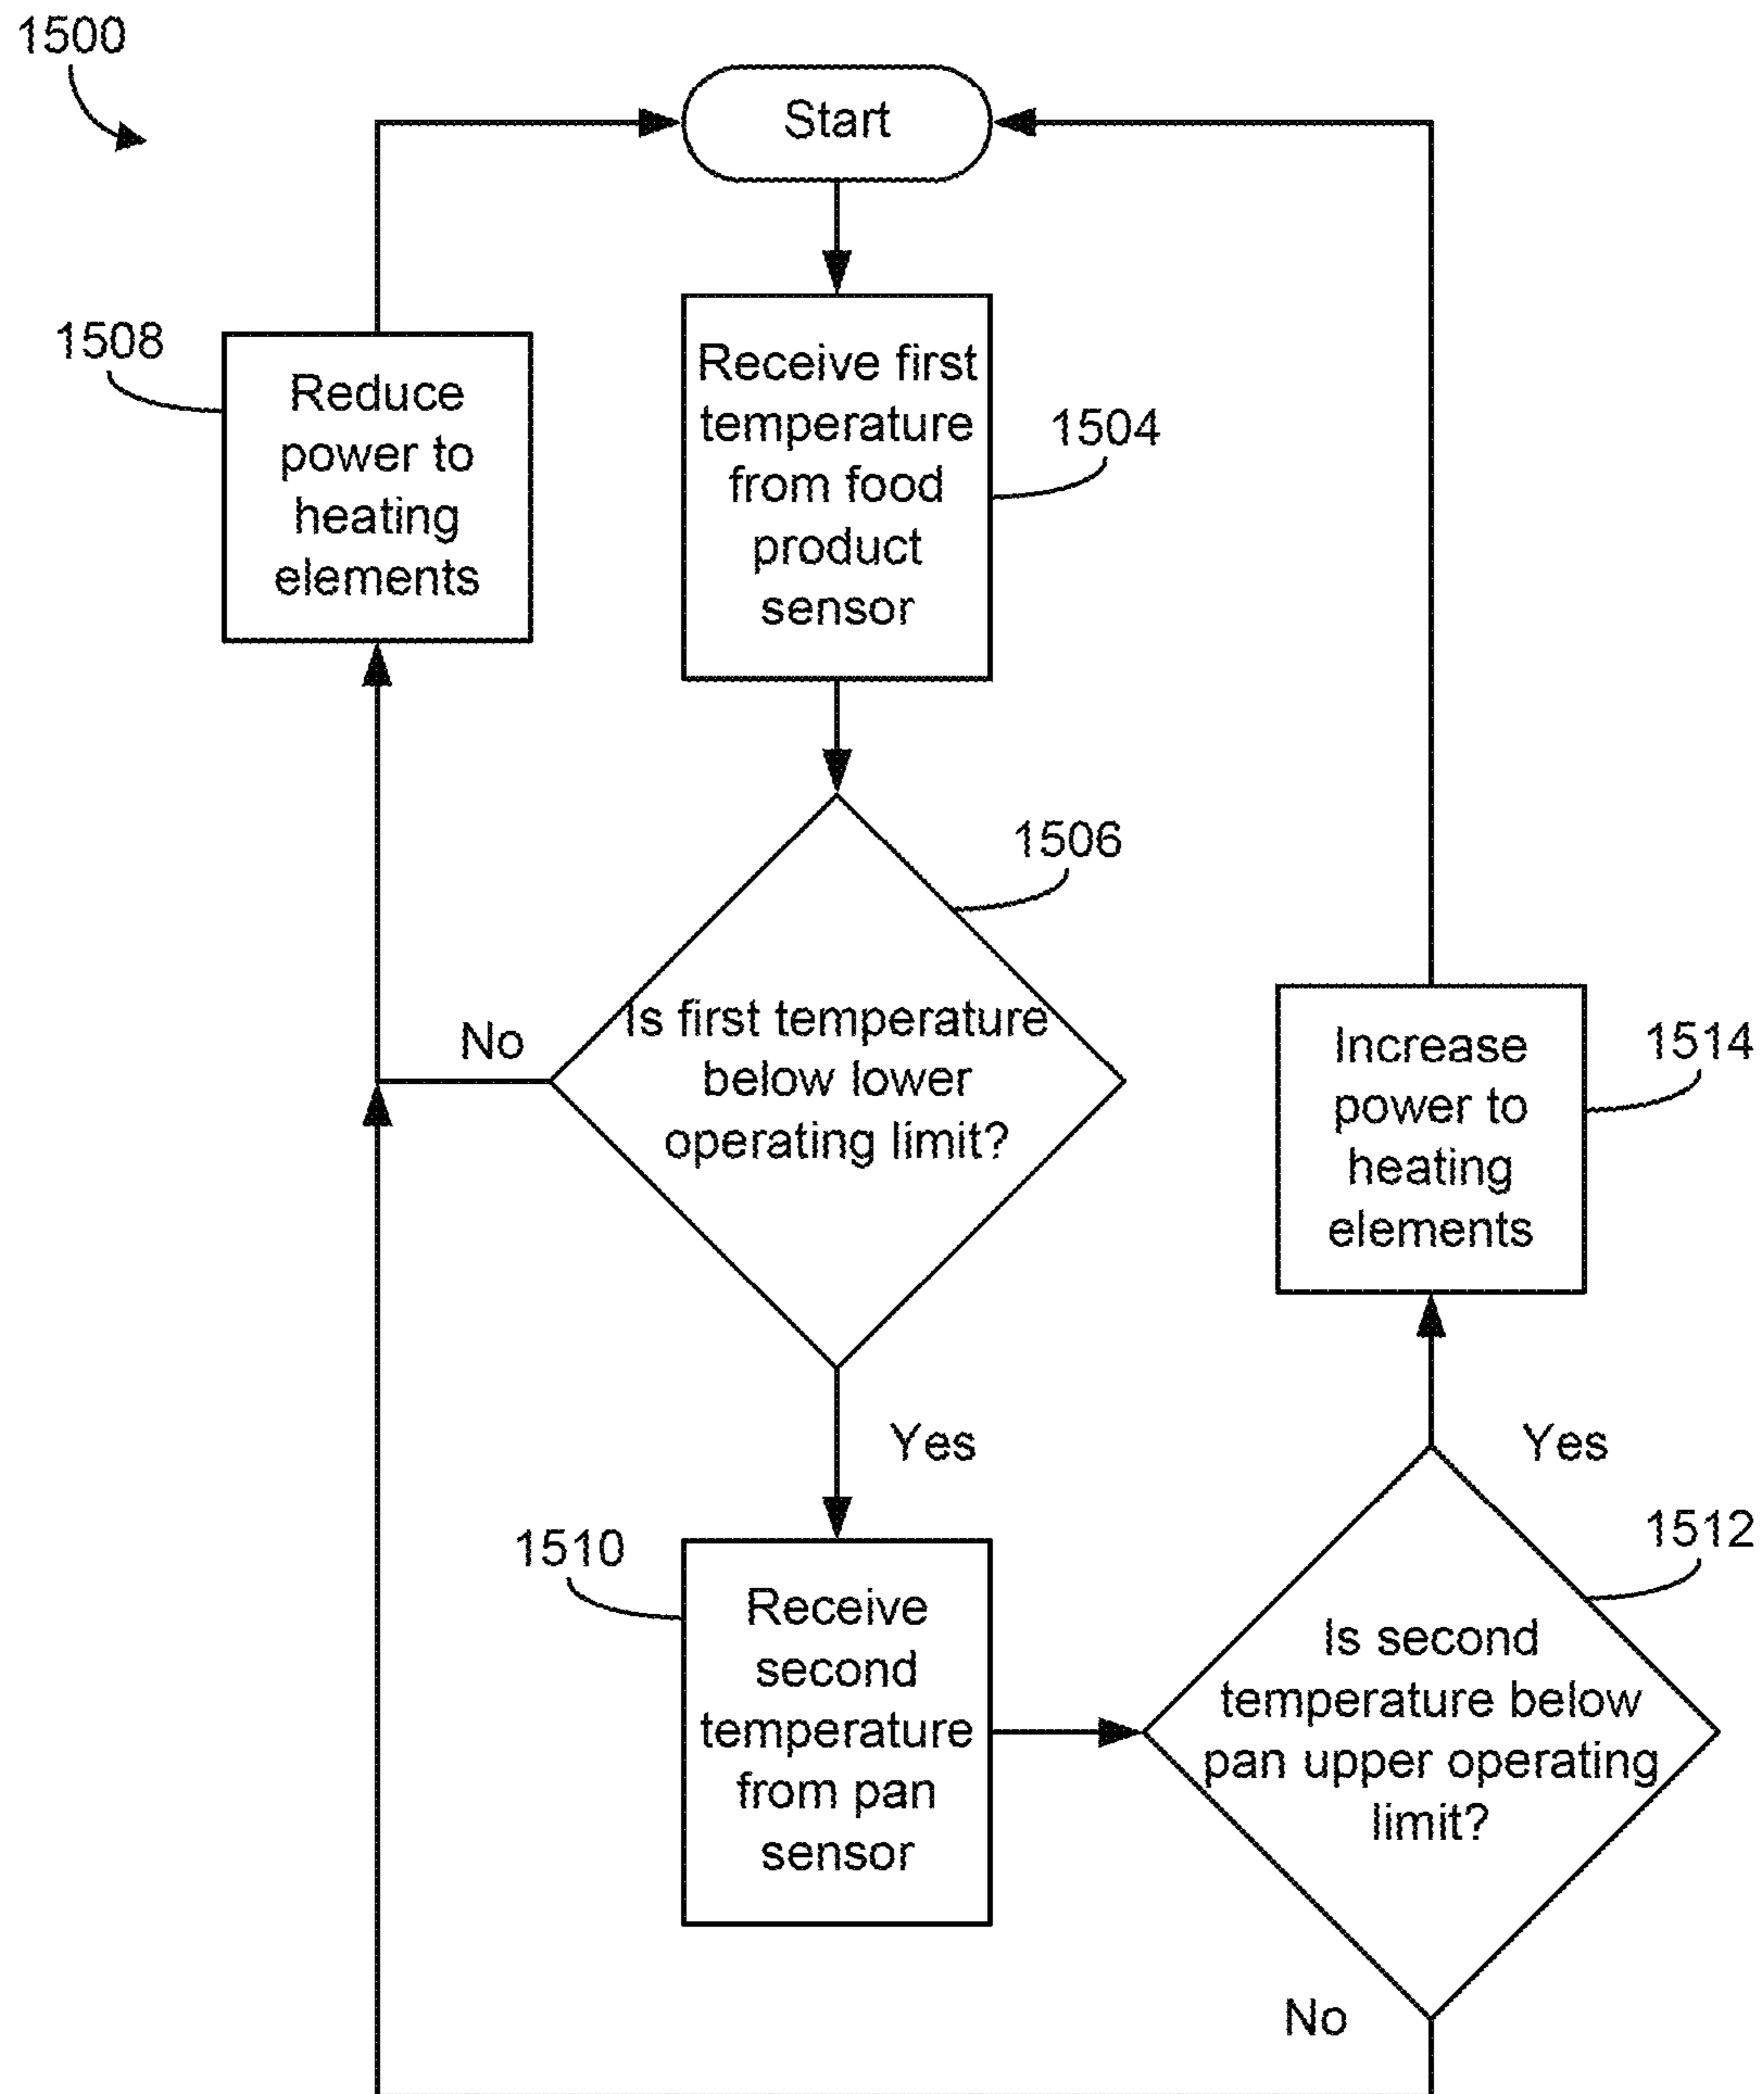 1500
Start
1508
Reduce
power to
heating
elements
Receive first
temperature
from food
product
sensor
1504
1506
Is first temperature
below lower
operating limit?
No
Yes
Increase
power to
heating
elements
1514
1510
Receive
second
temperature
from pan
sensor
Yes
1512
Is second
temperature below
pan upper operating
limit?
No